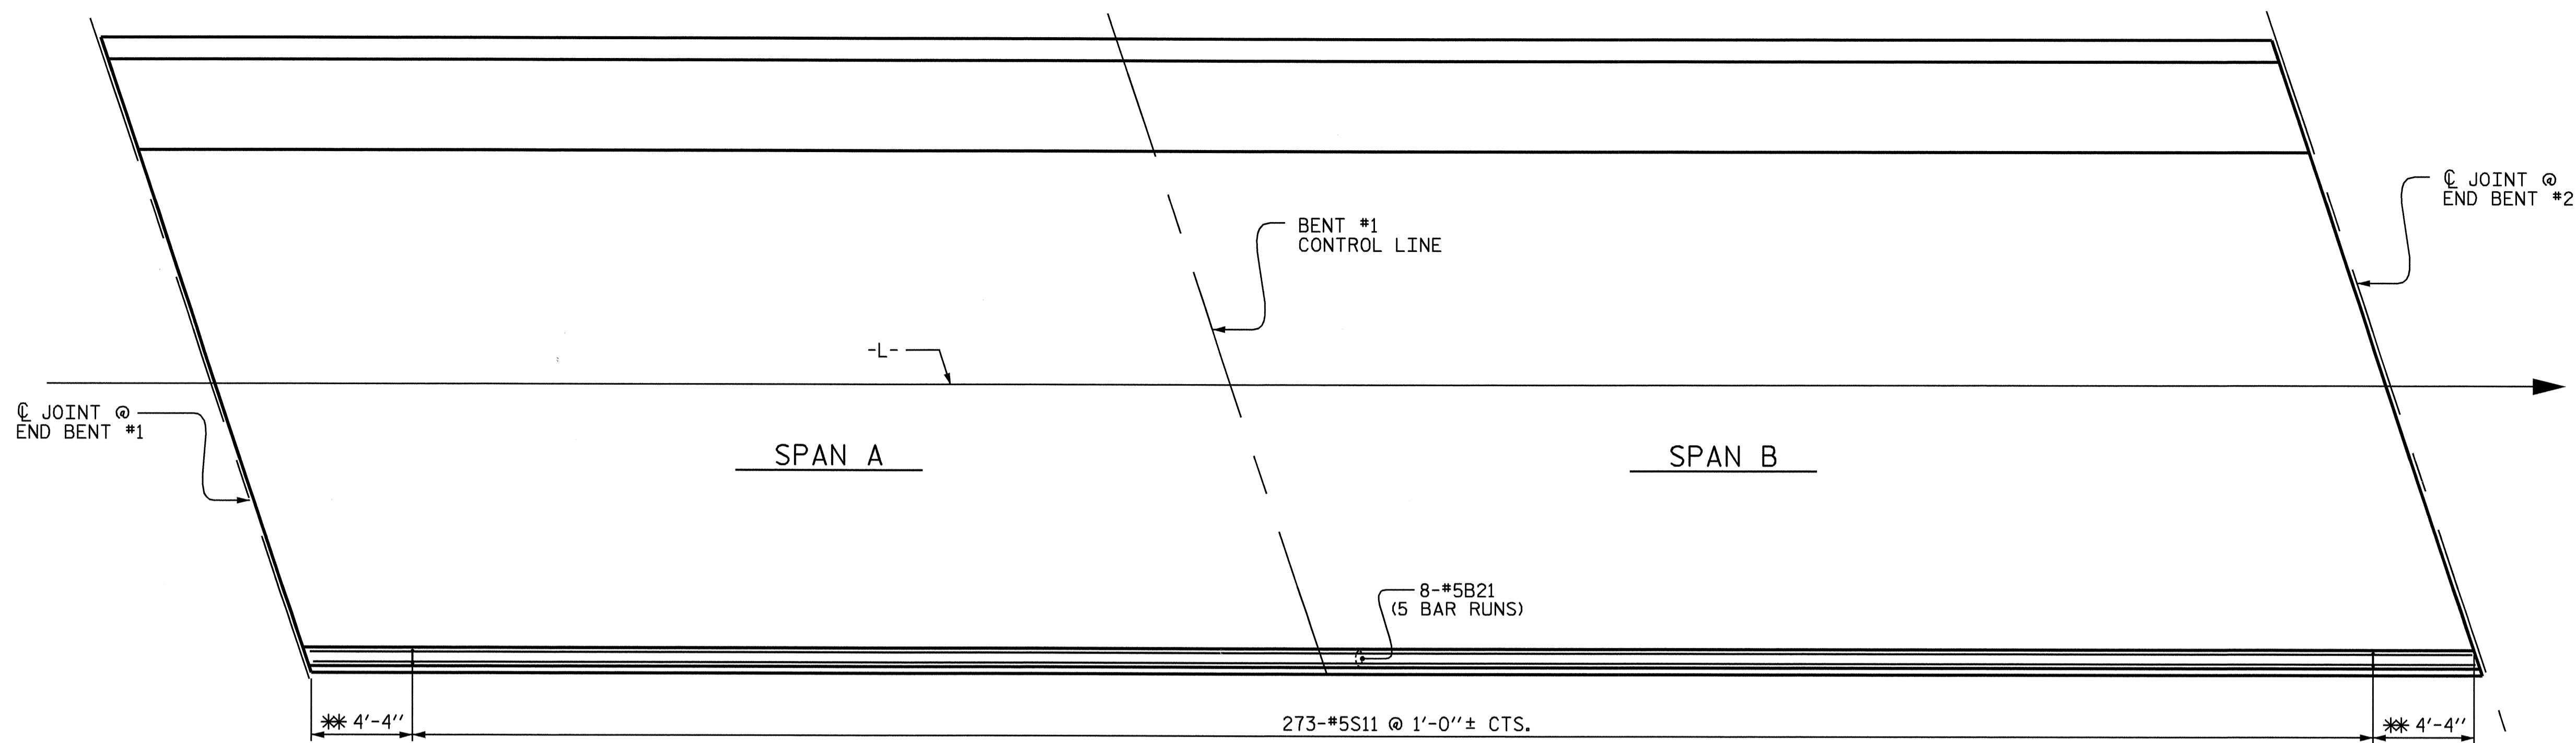 ℄ JOINT @
END BENT #2
BENT #1
CONTROL LINE
-L-
℄ JOINT @
END BENT #1
SPAN A
SPAN B
8-#5B21
(5 BAR RUNS)
** 4'-4"
273-#5S11 @ 1'-0"± CTS.
** 4'-4"